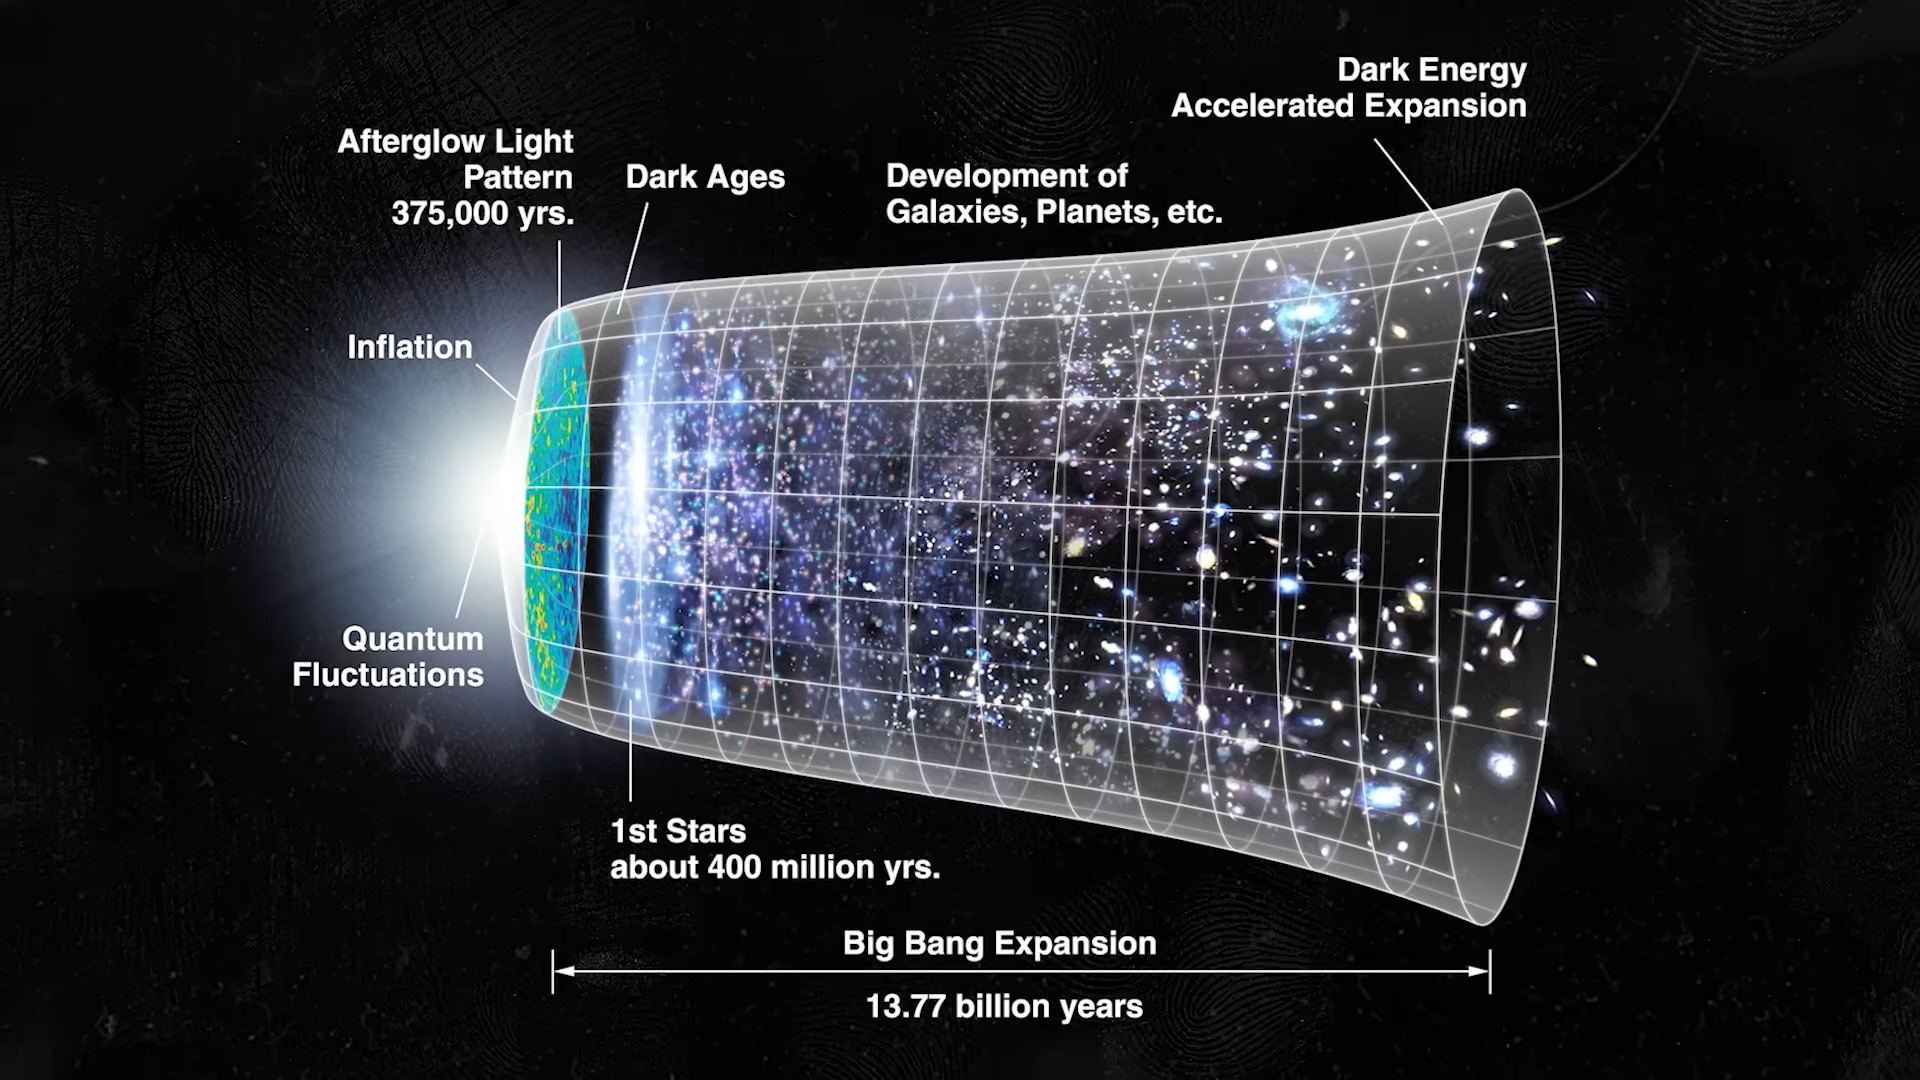 Dark Energy
Accelerated Expansion
Afterglow Light
Pattern
375,000 yrs.
Dark Ages
Development of
Galaxies, Planets, etc.
Inflation
Quantum
Fluctuations
1st Stars
about 400 million yrs.
Big Bang Expansion
13.77 billion years